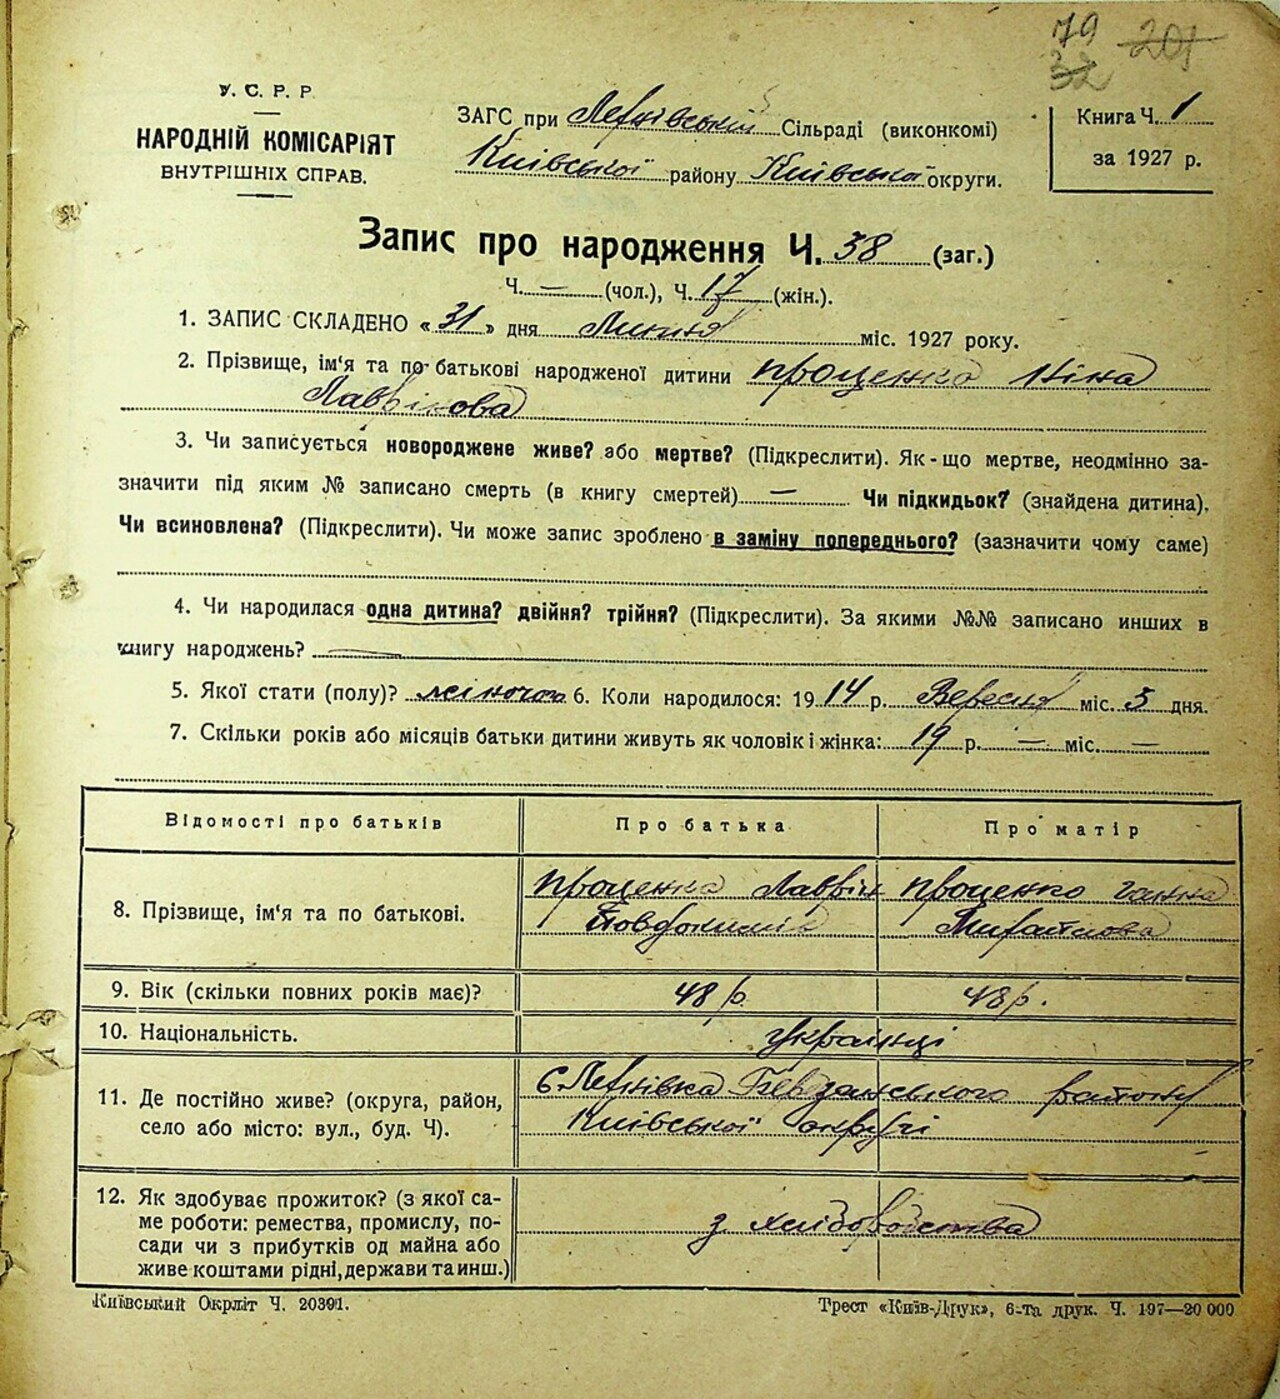 79
32 201
У. С. Р. Р.
НАРОДНІЙ КОМІСАРІЯТ
ВНУТРІШНІХ СПРАВ.
ЗАГС при Сільраді (виконкомі)
Київської району Київської округи.
Книга Ч. 1
за 1927 р.
Запис про народження Ч. 38 (заг.)
Ч. — (чол.), Ч. 17 (жін.).
1. ЗАПИС СКЛАДЕНО «31» дня Липня міс. 1927 року.
2. Прізвище, ім'я та по-батькові народженої дитини Проценко Ніна
Лаврінова
3. Чи записується новороджене живе? або мертве? (Підкреслити). Як-що мертве, неодмінно за-
значити під яким № записано смерть (в книгу смертей) — Чи підкидьок? (знайдена дитина).
Чи всиновлена? (Підкреслити). Чи може запис зроблено в заміну попереднього? (зазначити чому саме)
4. Чи народилася одна дитина? двійня? трійня? (Підкреслити). За якими №№ записано инших в
книгу народжень? —
5. Якої стати (полу)? жіночої 6. Коли народилося: 1914 р. Вересня міс. 5 дня.
7. Скільки років або місяців батьки дитини живуть як чоловік і жінка: 19 р. — міс. —
Відомості про батьків Про батька Про матір
8. Прізвище, ім'я та по батькові. Проценка Лаврін Проценко Ганна
9. Вік (скільки повних років має)? 48 р. 48 р.
10. Національність. Українці
11. Де постійно живе? (округа, район,
село або місто: вул., буд. Ч). району
Київської округи
12. Як здобуває прожиток? (з якої са-
ме роботи: ремества, промислу, по-
сади чи з прибутків од майна або
живе коштами рідні, держави та инш.) з хліборобства
Київський Окрліт Ч. 20391.
Трест «Київ-Друк», 6-та друк. Ч. 197—20 000